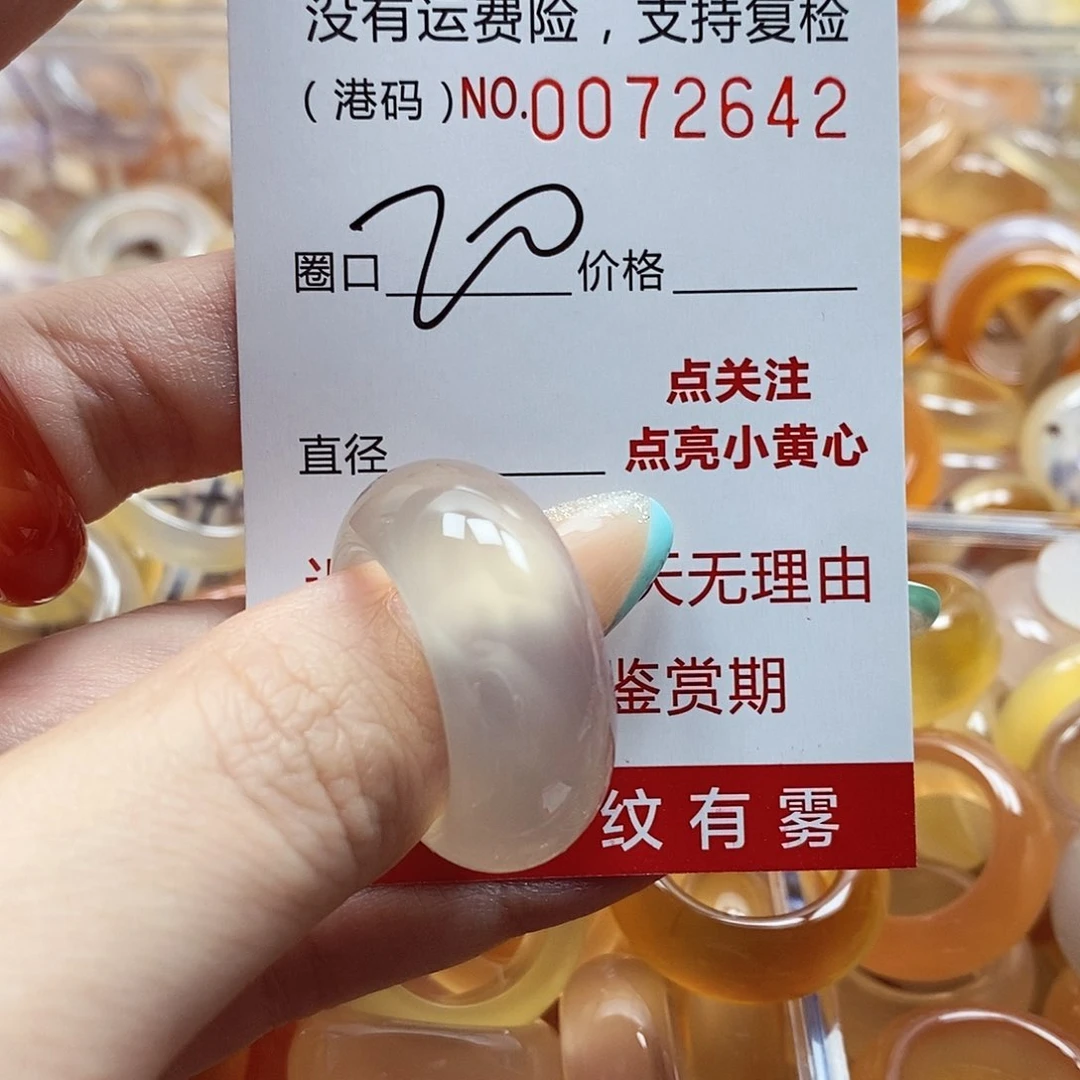 没有运费险，支持复检
（港码）NO.0072642
圈口 20 价格
点关注
直径 点亮小黄心
天无理由
鉴赏期
纹有雾